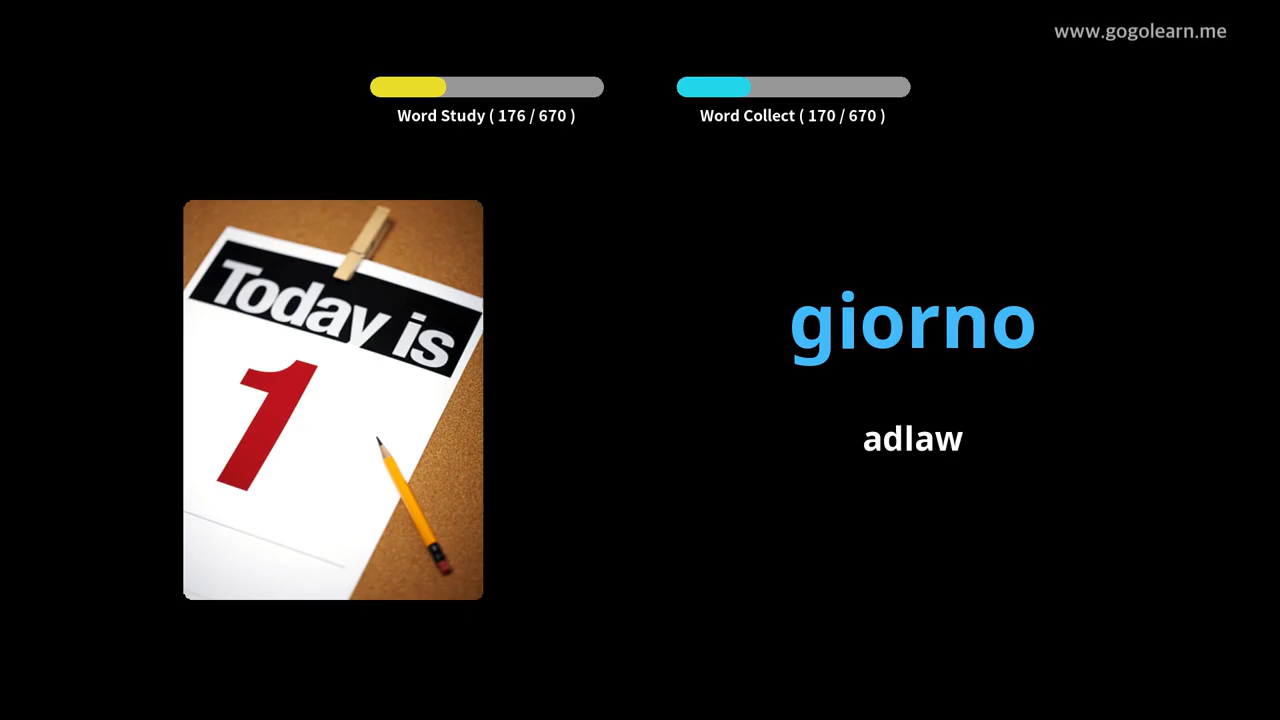 www.gogolearn.me
Word Study ( 176 / 670 )
Word Collect ( 170 / 670 )
Today is
1
giorno
adlaw